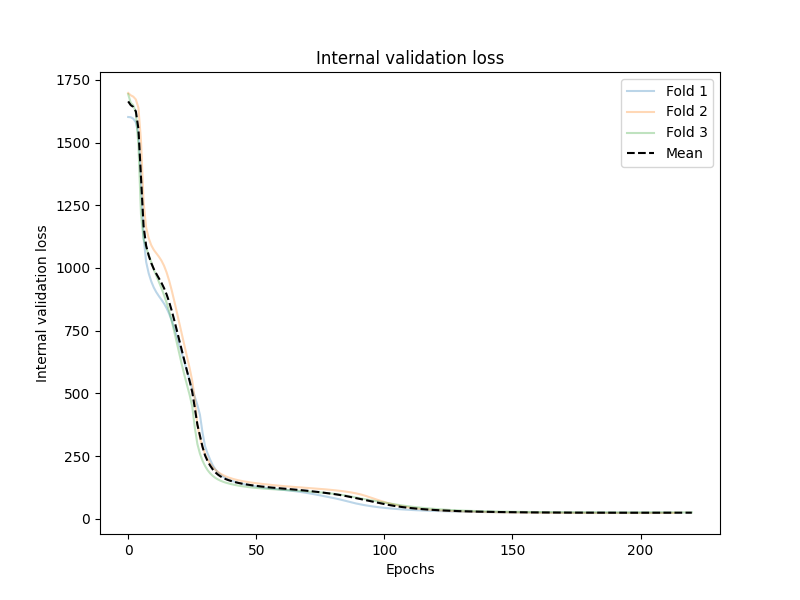 Internal validation loss
Fold 1
Fold 2
Fold 3
Mean
Internal validation loss
1750
1500
1250
1000
750
500
250
0
0 50 100 150 200
Epochs